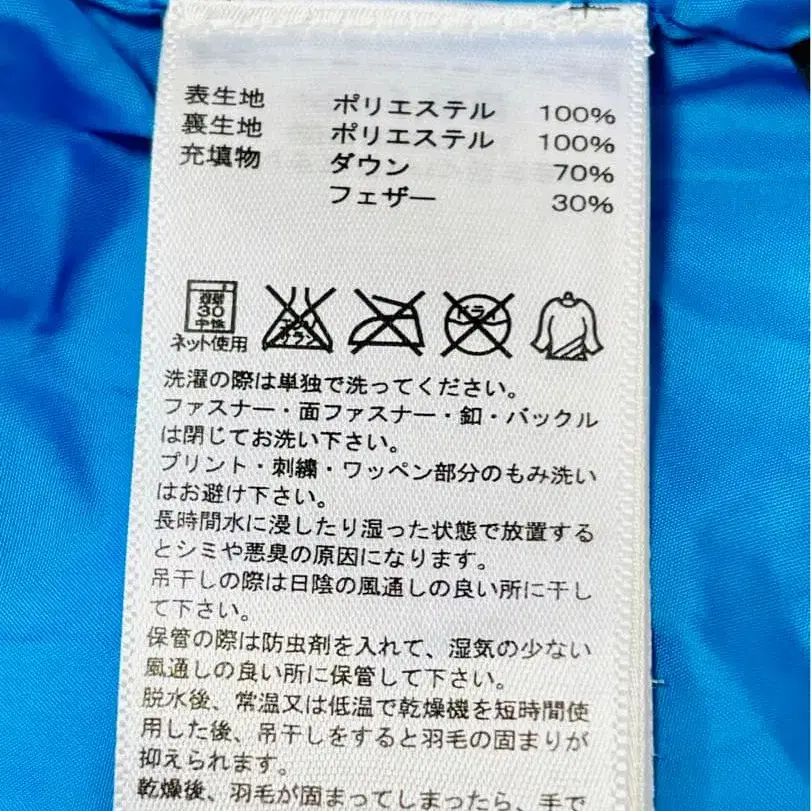 表生地 ポリエステル 100%
裏生地 ポリエステル 100%
充填物 ダウン 70%
フェザー 30%
弱
30
中性
エンソ
サラシ
ドライ
ネット使用
洗濯の際は単独で洗ってください。
ファスナー・面ファスナー・釦・バックル
は閉じてお洗い下さい。
プリント・刺繍・ワッペン部分のもみ洗い
はお避け下さい。
長時間水に浸したり湿った状態で放置する
とシミや悪臭の原因になります。
吊干しの際は日陰の風通しの良い所に干し
て下さい。
保管の際は防虫剤を入れて、湿気の少ない
風通しの良い所に保管して下さい。
脱水後、常温又は低温で乾燥機を短時間使
用した後、吊干しをすると羽毛の固まりが
抑えられます。
乾燥後、羽毛が固まってしまったら、手で